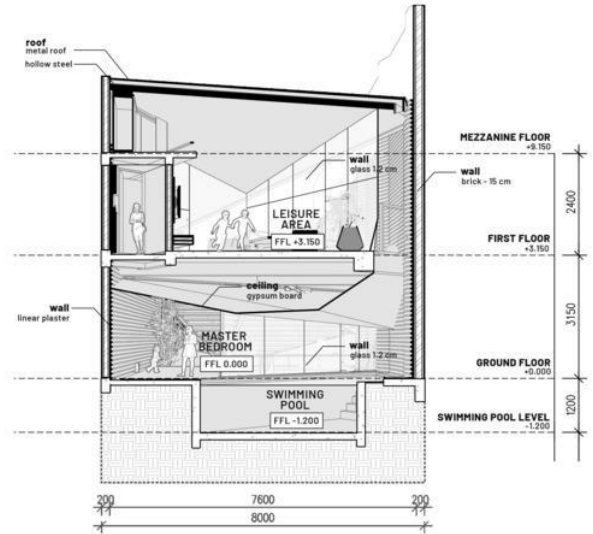 roof
metal roof
hollow steel
MEZZANINE FLOOR
+9.150
wall
glass 1.2 cm
wall
brick - 15 cm
2400
LEISURE
AREA
FFL +3.150
FIRST FLOOR
+3.150
ceiling
gypsum board
wall
linear plaster
3150
MASTER
BEDROOM
FFL 0.000
wall
glass 1.2 cm
GROUND FLOOR
+0.000
SWIMMING
POOL
FFL -1.200
1200
SWIMMING POOL LEVEL
-1.200
200 7600 200
8000